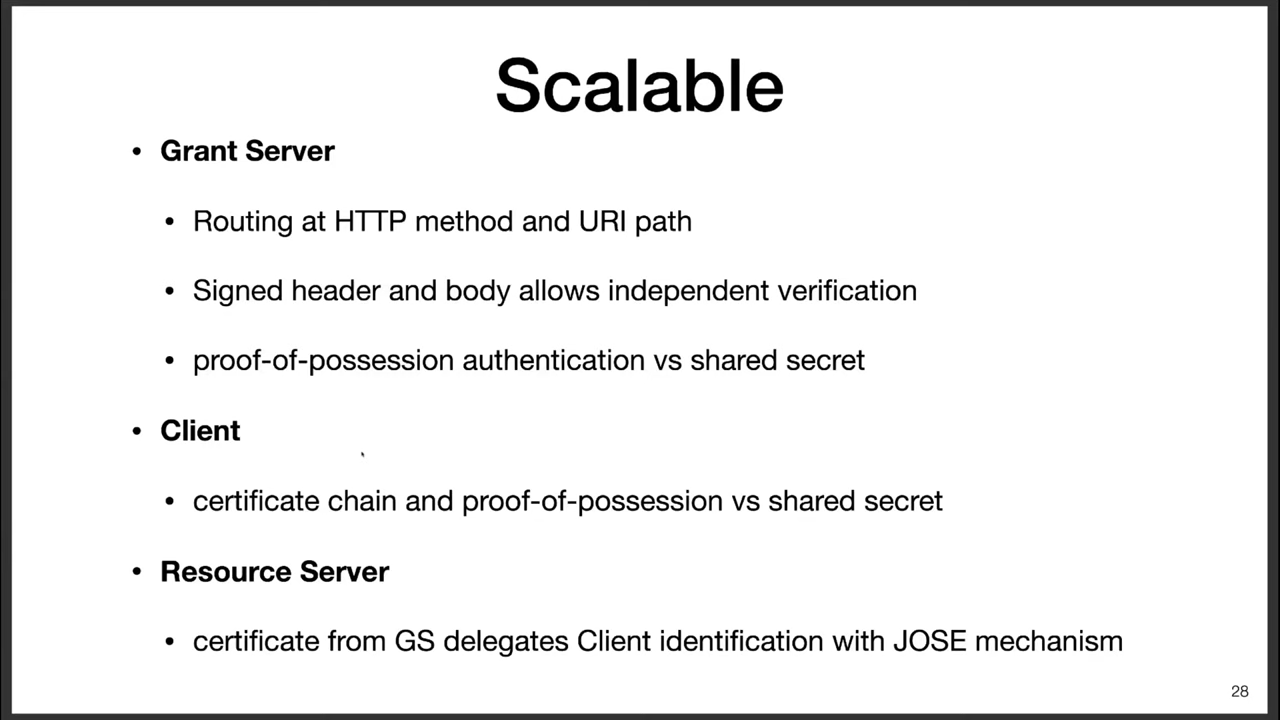 Scalable
• Grant Server
• Routing at HTTP method and URI path
• Signed header and body allows independent verification
• proof-of-possession authentication vs shared secret
• Client
• certificate chain and proof-of-possession vs shared secret
• Resource Server
• certificate from GS delegates Client identification with JOSE mechanism
28